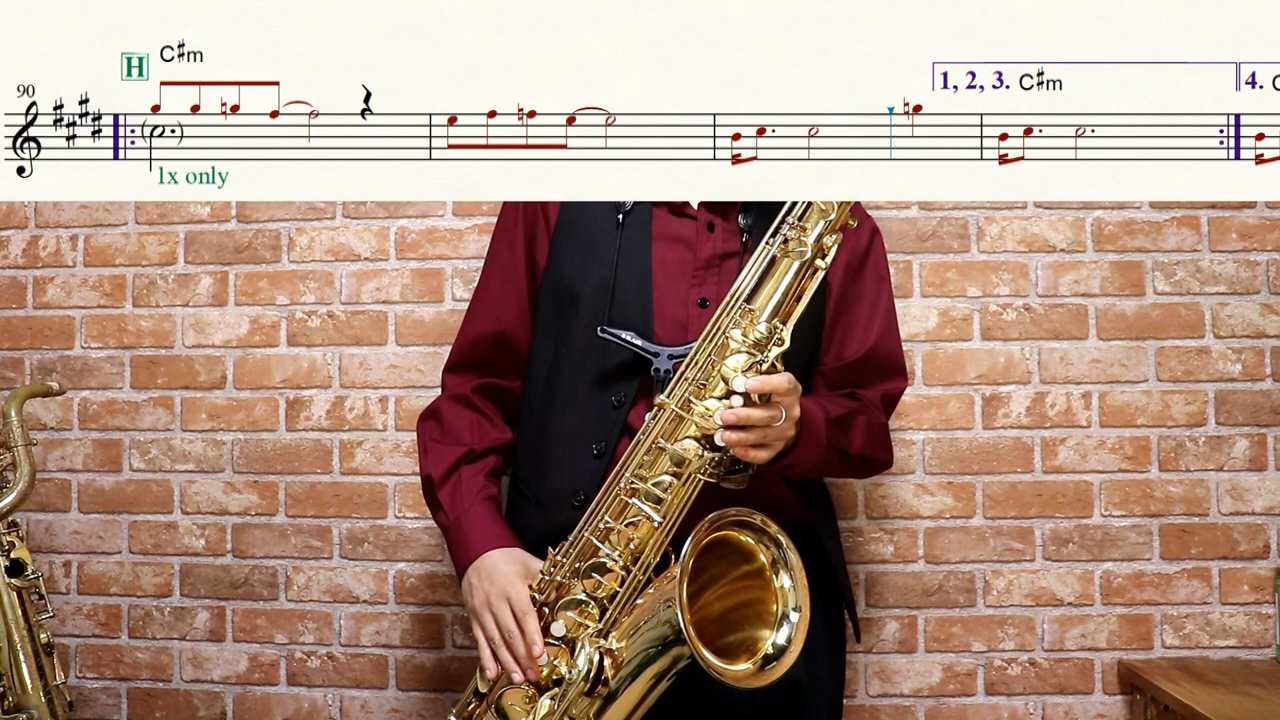 H C♯m
90
1, 2, 3. C♯m
4.
1x only